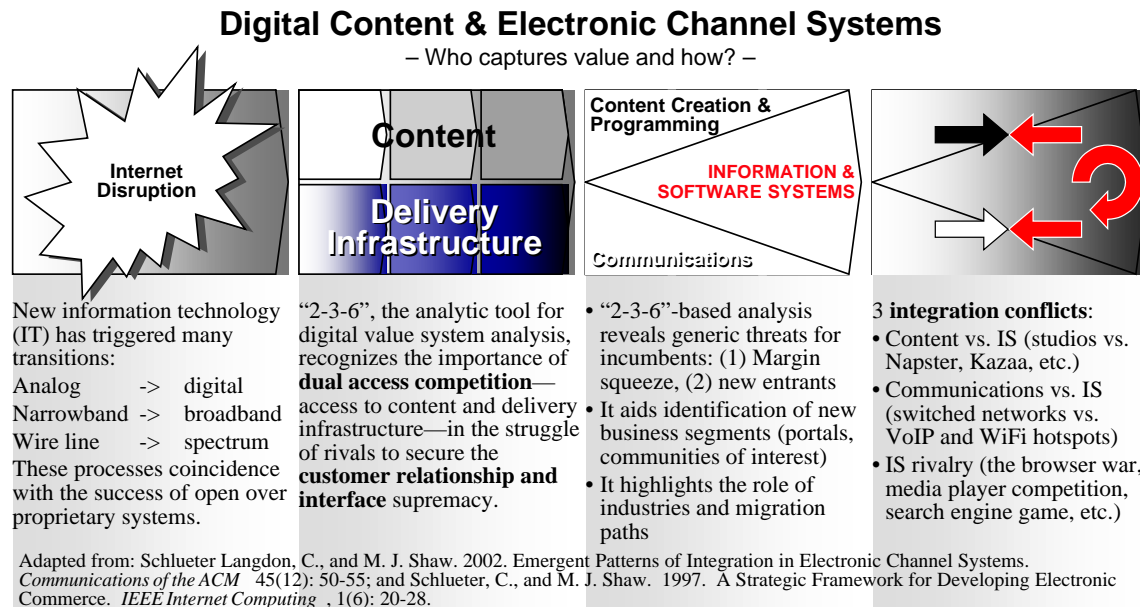 Digital Content & Electronic Channel Systems
– Who captures value and how? –
Internet
Disruption
Content
Delivery
Infrastructure
Content Creation &
Programming
INFORMATION &
SOFTWARE SYSTEMS
Communications
New information technology
(IT) has triggered many
transitions:
Analog -> digital
Narrowband -> broadband
Wire line -> spectrum
These processes coincidence
with the success of open over
proprietary systems.
“2-3-6”, the analytic tool for
digital value system analysis,
recognizes the importance of
dual access competition—
access to content and delivery
infrastructure—in the struggle
of rivals to secure the
customer relationship and
interface supremacy.
• “2-3-6”-based analysis
reveals generic threats for
incumbents: (1) Margin
squeeze, (2) new entrants
• It aids identification of new
business segments (portals,
communities of interest)
• It highlights the role of
industries and migration
paths
3 integration conflicts:
• Content vs. IS (studios vs.
Napster, Kazaa, etc.)
• Communications vs. IS
(switched networks vs.
VoIP and WiFi hotspots)
• IS rivalry (the browser war,
media player competition,
search engine game, etc.)
Adapted from: Schlueter Langdon, C., and M. J. Shaw. 2002. Emergent Patterns of Integration in Electronic Channel Systems.
Communications of the ACM 45(12): 50-55; and Schlueter, C., and M. J. Shaw. 1997. A Strategic Framework for Developing Electronic
Commerce. IEEE Internet Computing , 1(6): 20-28.